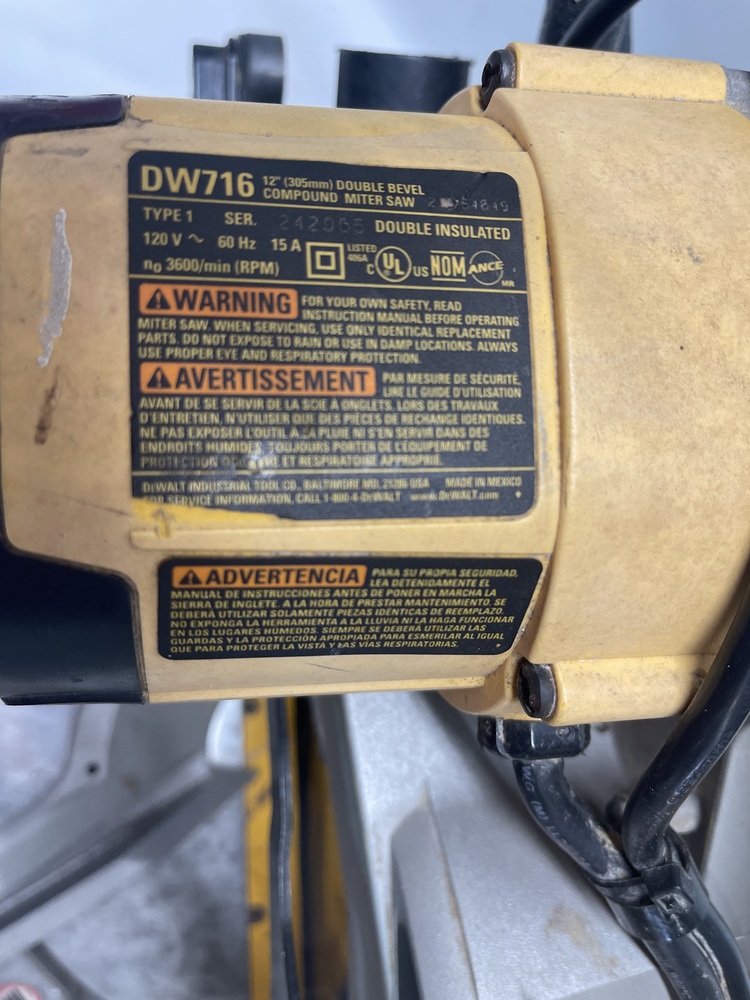 DW716 12" (305mm) DOUBLE BEVEL
COMPOUND MITER SAW
TYPE 1 SER. 242065 DOUBLE INSULATED
120 V ~ 60 Hz 15 A LISTED
406A C UL US NOM ANCE
n₀ 3600/min (RPM) MR
WARNING FOR YOUR OWN SAFETY, READ
INSTRUCTION MANUAL BEFORE OPERATING
MITER SAW. WHEN SERVICING, USE ONLY IDENTICAL REPLACEMENT
PARTS. DO NOT EXPOSE TO RAIN OR USE IN DAMP LOCATIONS. ALWAYS
USE PROPER EYE AND RESPIRATORY PROTECTION.
AVERTISSEMENT PAR MESURE DE SÉCURITÉ,
LIRE LE GUIDE D'UTILISATION
AVANT DE SE SERVIR DE LA SCIE À ONGLETS. LORS DES TRAVAUX
D'ENTRETIEN, N'UTILISER QUE DES PIÈCES DE RECHANGE IDENTIQUES.
NE PAS EXPOSER L'OUTIL À LA PLUIE NI S'EN SERVIR DANS DES
ENDROITS HUMIDES. TOUJOURS PORTER DE L'ÉQUIPEMENT DE
PROTECTION OCULAIRE ET RESPIRATOIRE APPROPRIÉ.
DEWALT INDUSTRIAL TOOL CO., BALTIMORE MD, 21286 USA MADE IN MEXICO
FOR SERVICE INFORMATION, CALL 1-800-4-DEWALT www.DEWALT.com
ADVERTENCIA PARA SU PROPIA SEGURIDAD,
LEA DETENIDAMENTE EL
MANUAL DE INSTRUCCIONES ANTES DE PONER EN MARCHA LA
SIERRA DE INGLETE. A LA HORA DE PRESTAR MANTENIMIENTO, SE
DEBERÁ UTILIZAR SOLAMENTE PIEZAS IDÉNTICAS DE REEMPLAZO.
NO EXPONGA LA HERRAMIENTA A LA LLUVIA NI LA HAGA FUNCIONAR
EN LOS LUGARES HÚMEDOS. SIEMPRE SE DEBERÁ UTILIZAR LAS
GUARDAS Y LA PROTECCIÓN APROPIADA PARA ESMERILAR AL IGUAL
QUE PARA PROTEGER LA VISTA Y LAS VÍAS RESPIRATORIAS.